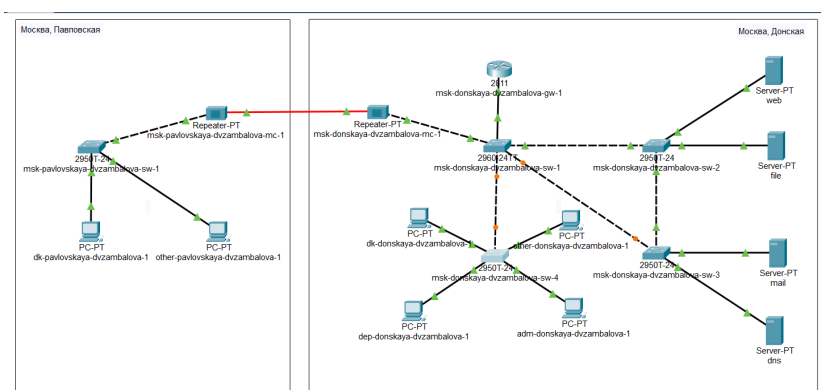 Москва, Павловская
Москва, Донская
2811
msk-donskaya-dvzambalova-gw-1
Server-PT
web
Repeater-PT
msk-pavlovskaya-dvzambalova-mc-1
Repeater-PT
msk-donskaya-dvzambalova-mc-1
2950T-24
msk-pavlovskaya-dvzambalova-sw-1
2960-24TT
msk-donskaya-dvzambalova-sw-1
2950T-24
msk-donskaya-dvzambalova-sw-2
Server-PT
file
PC-PT
dk-pavlovskaya-dvzambalova-1
PC-PT
other-pavlovskaya-dvzambalova-1
PC-PT
dk-donskaya-dvzambalova-1
PC-PT
other-donskaya-dvzambalova-1
2950T-24
msk-donskaya-dvzambalova-sw-4
2950T-24
msk-donskaya-dvzambalova-sw-3
Server-PT
mail
PC-PT
dep-donskaya-dvzambalova-1
PC-PT
adm-donskaya-dvzambalova-1
Server-PT
dns